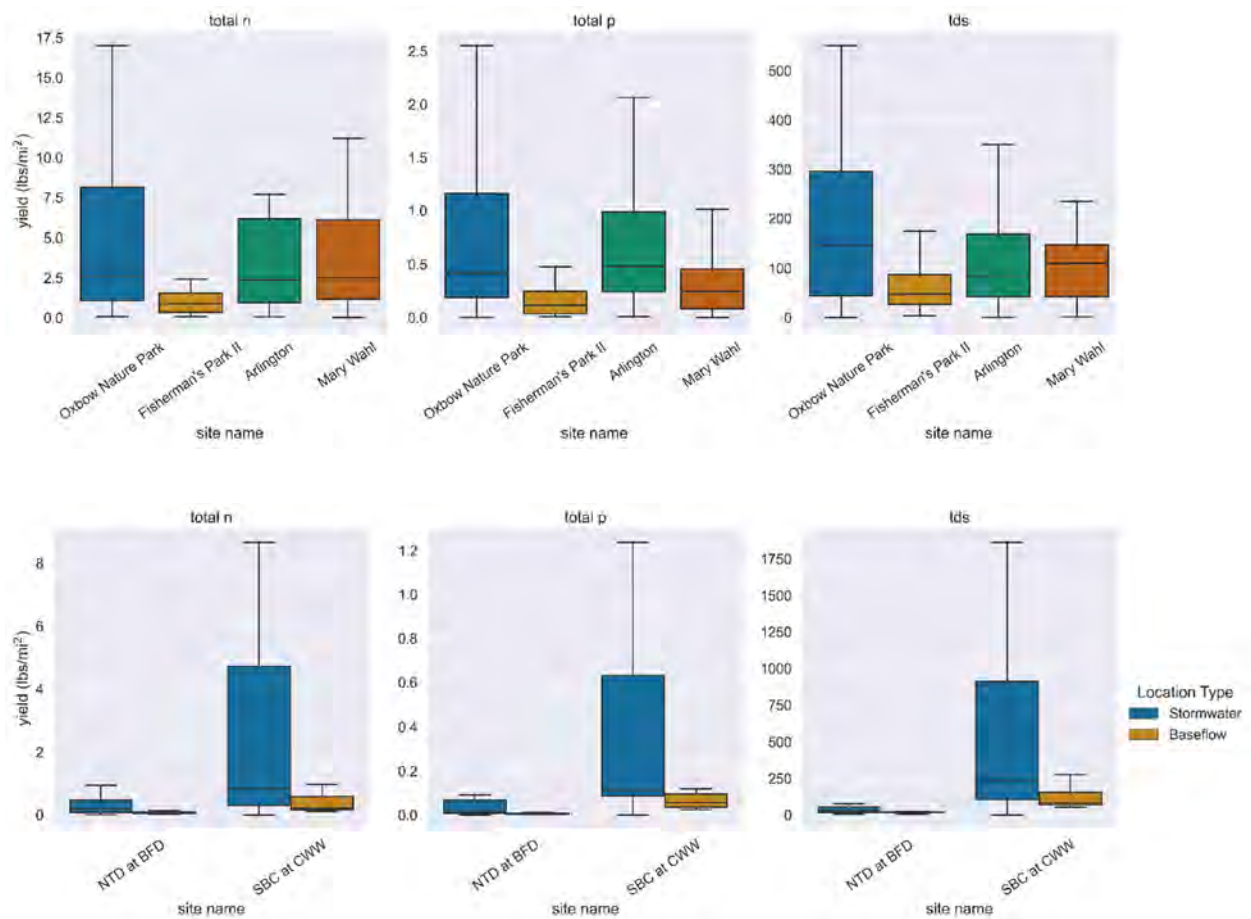 total n
total p
tds
yield (lbs/mi²)
17.5
15.0
12.5
10.0
7.5
5.0
2.5
0.0
2.5
2.0
1.5
1.0
0.5
0.0
500
400
300
200
100
0
Oxbow Nature Park
Fisherman's Park II
Arlington
Mary Wahl
Oxbow Nature Park
Fisherman's Park II
Arlington
Mary Wahl
Oxbow Nature Park
Fisherman's Park II
Arlington
Mary Wahl
site name
site name
site name
total n
total p
tds
yield (lbs/mi²)
8
6
4
2
0
1.2
1.0
0.8
0.6
0.4
0.2
0.0
1750
1500
1250
1000
750
500
250
0
Location Type
Stormwater
Baseflow
NTD at BFD
SBC at CWW
NTD at BFD
SBC at CWW
NTD at BFD
SBC at CWW
site name
site name
site name